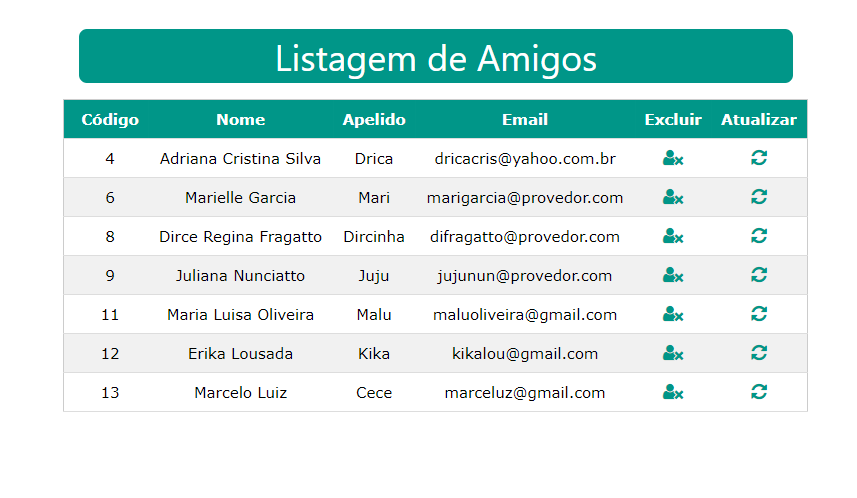 Listagem de Amigos
Código Nome Apelido Email Excluir Atualizar
4 Adriana Cristina Silva Drica dricacris@yahoo.com.br
6 Marielle Garcia Mari marigarcia@provedor.com
8 Dirce Regina Fragatto Dircinha difragatto@provedor.com
9 Juliana Nunciatto Juju jujunun@provedor.com
11 Maria Luisa Oliveira Malu maluoliveira@gmail.com
12 Erika Lousada Kika kikalou@gmail.com
13 Marcelo Luiz Cece marceluz@gmail.com